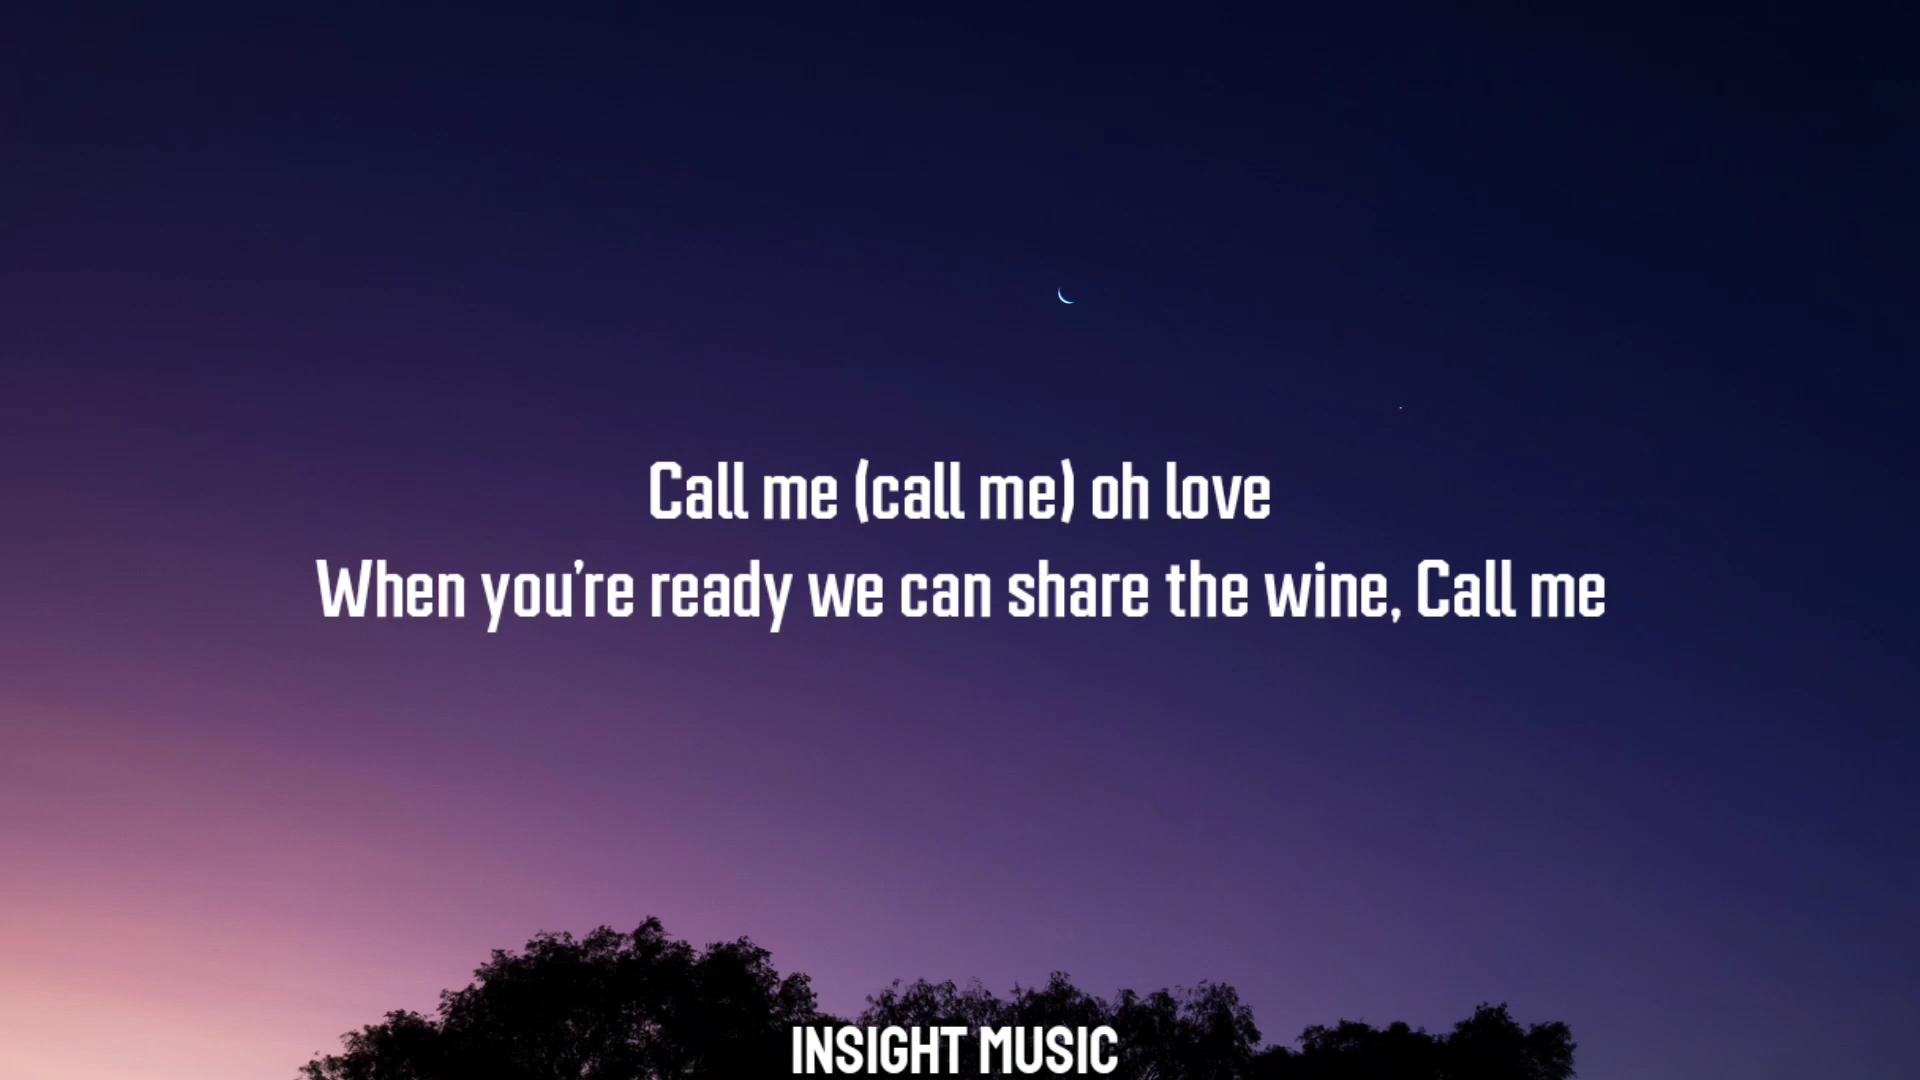 Call me (call me) oh love
When you're ready we can share the wine, Call me
INSIGHT MUSIC